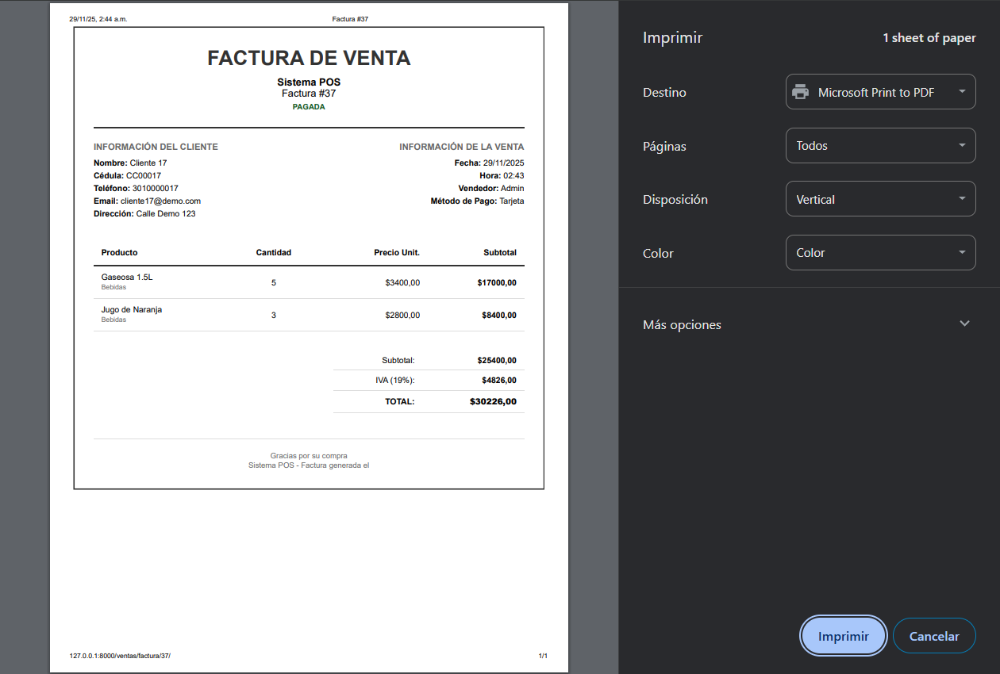 29/11/25, 2:44 a.m. Factura #37
FACTURA DE VENTA
Sistema POS
Factura #37
PAGADA
INFORMACIÓN DEL CLIENTE
Nombre: Cliente 17
Cédula: CC00017
Teléfono: 3010000017
Email: cliente17@demo.com
Dirección: Calle Demo 123
INFORMACIÓN DE LA VENTA
Fecha: 29/11/2025
Hora: 02:43
Vendedor: Admin
Método de Pago: Tarjeta
Producto Cantidad Precio Unit. Subtotal
Gaseosa 1.5L
Bebidas
5 $3400,00 $17000,00
Jugo de Naranja
Bebidas
3 $2800,00 $8400,00
Subtotal: $25400,00
IVA (19%): $4826,00
TOTAL: $30226,00
Gracias por su compra
Sistema POS - Factura generada el
127.0.0.1:8000/ventas/factura/37/ 1/1
Imprimir 1 sheet of paper
Destino Microsoft Print to PDF
Páginas Todos
Disposición Vertical
Color Color
Más opciones
Imprimir Cancelar